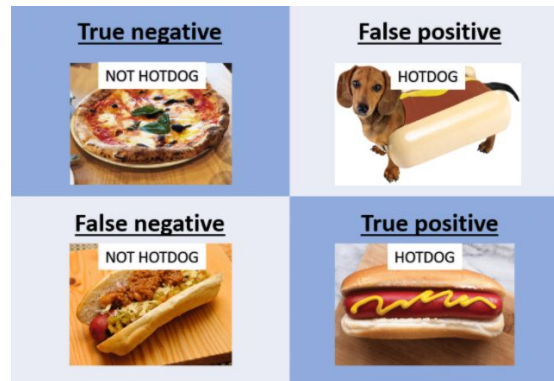 True negative
NOT HOTDOG
False positive
HOTDOG
False negative
NOT HOTDOG
True positive
HOTDOG